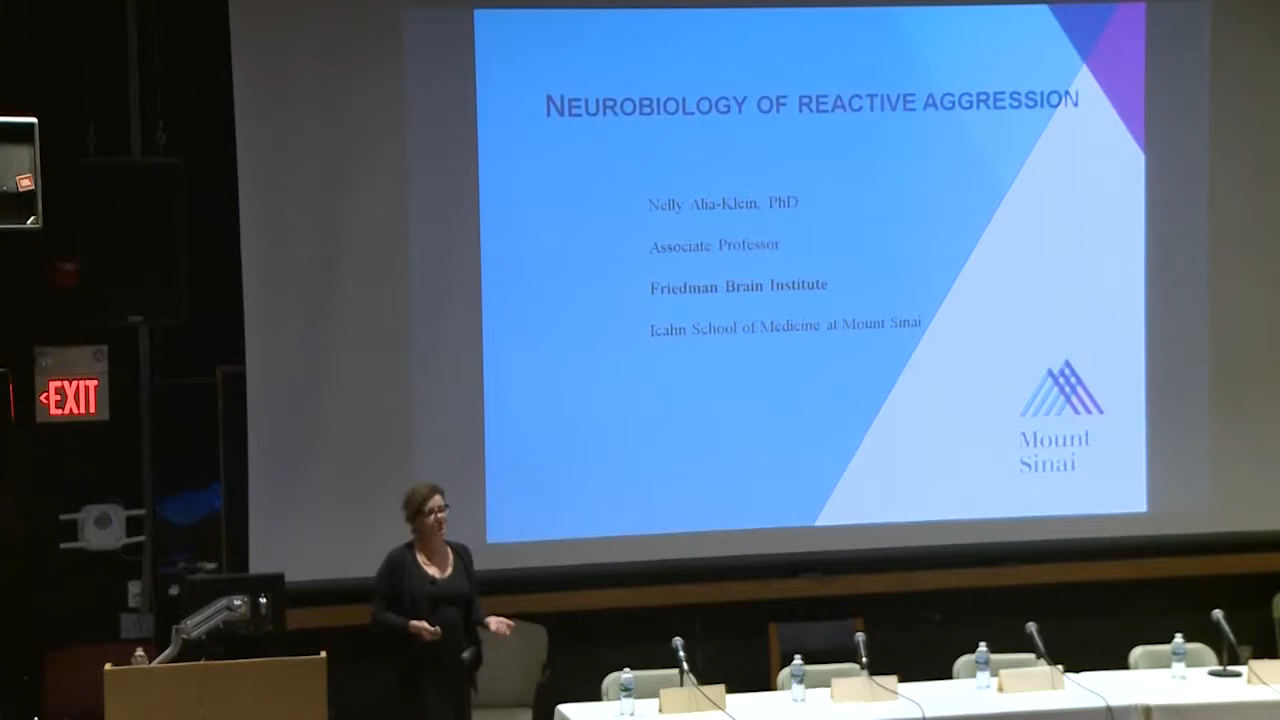 NEUROBIOLOGY OF REACTIVE AGGRESSION
Nelly Alia-Klein, PhD
Associate Professor
Friedman Brain Institute
Icahn School of Medicine at Mount Sinai
Mount
Sinai
<EXIT